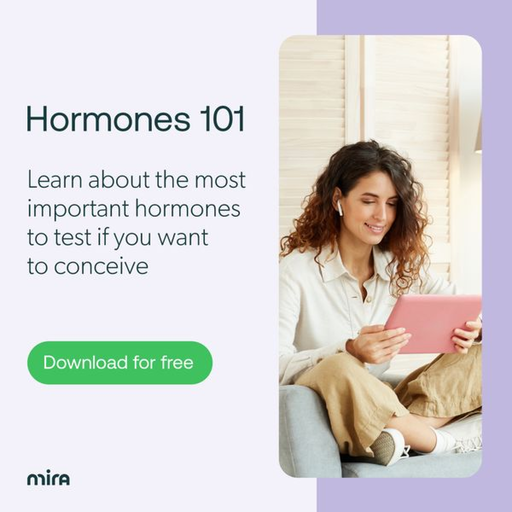 Hormones 101
Learn about the most
important hormones
to test if you want
to conceive
Download for free
mira